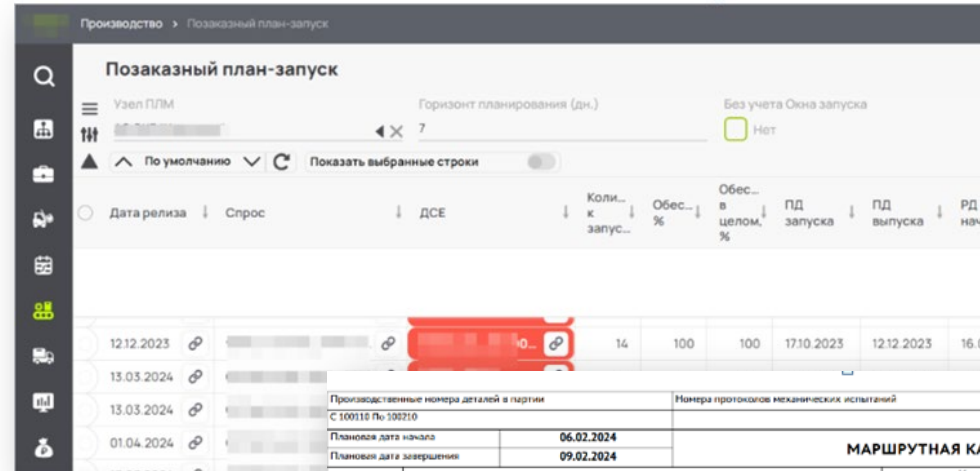 Производство > Позаказный план-запуск
Позаказный план-запуск
Узел ПЛМ
Горизонт планирования (дн.)
Без учета Окна запуска
7
Нет
По умолчанию
Показать выбранные строки
Дата релиза
Спрос
ДСЕ
Коли... к запус...
Обес... %
Обес... в целом, %
ПД запуска
ПД выпуска
РД
12.12.2023
0...
14
100
100
17.10.2023
12.12.2023
16.
13.03.2024
13.03.2024
01.04.2024
Производственные номера деталей в партии
Номера протоколов механических испытаний
С 100110 По 100210
Плановая дата начала
06.02.2024
Плановая дата завершения
09.02.2024
МАРШРУТНАЯ КА